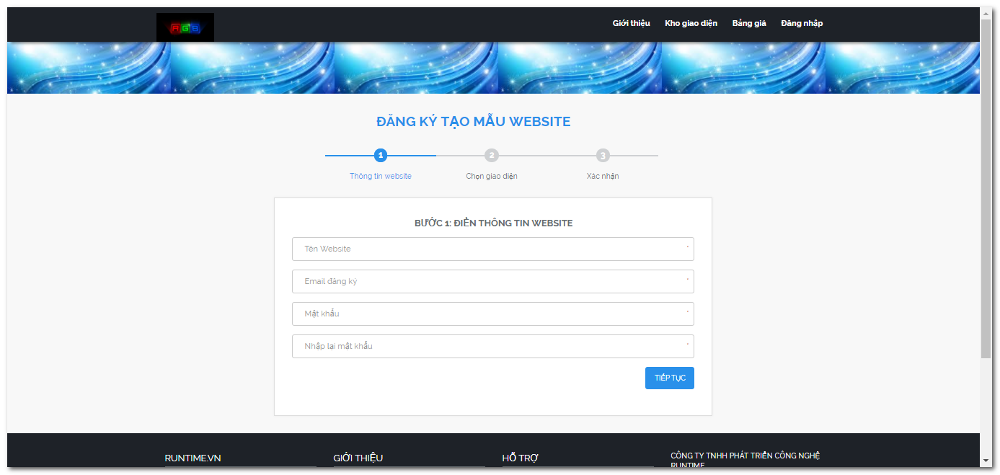 RGB
Giới thiệu Kho giao diện Bảng giá Đăng nhập
ĐĂNG KÝ TẠO MẪU WEBSITE
1 2 3
Thông tin website Chọn giao diện Xác nhận
BƯỚC 1: ĐIỀN THÔNG TIN WEBSITE
Tên Website *
Email đăng ký *
Mật khẩu *
Nhập lại mật khẩu *
TIẾP TỤC
RUNTIME.VN GIỚI THIỆU HỖ TRỢ CÔNG TY TNHH PHÁT TRIỂN CÔNG NGHỆ
RUNTIME